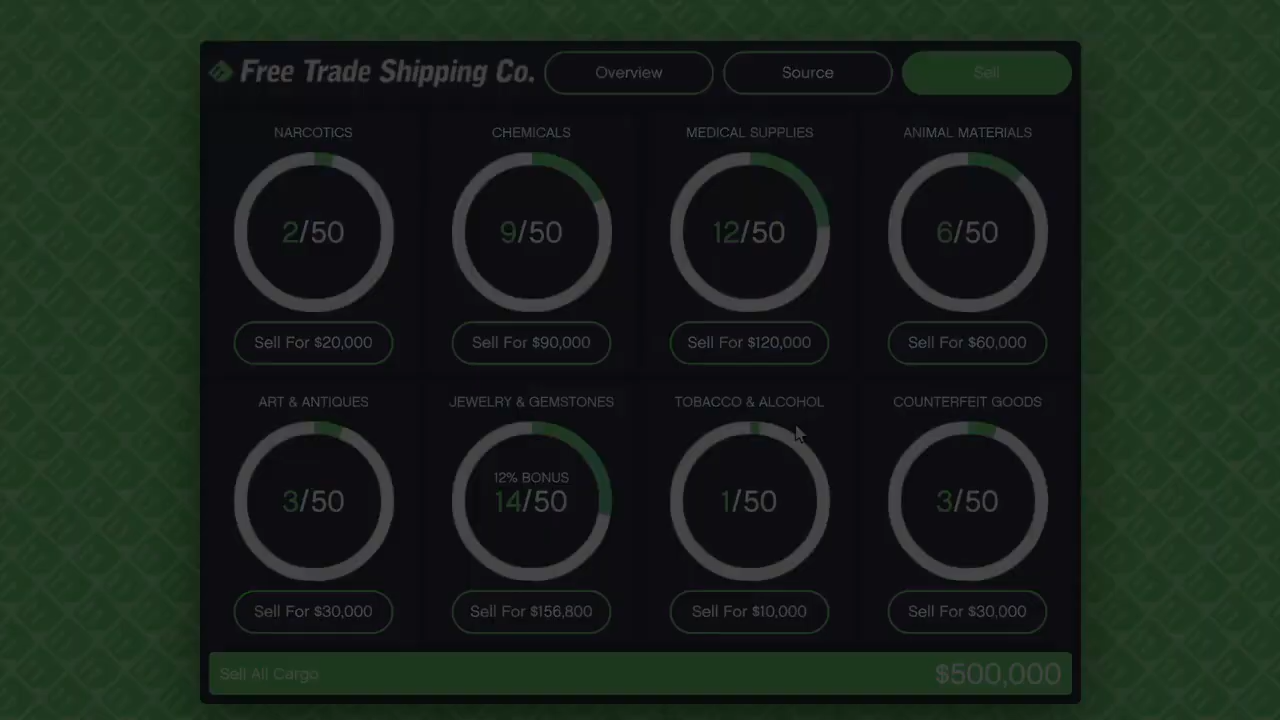 Free Trade Shipping Co.
Overview
Source
Sell
NARCOTICS
CHEMICALS
MEDICAL SUPPLIES
ANIMAL MATERIALS
2/50
9/50
12/50
6/50
Sell For $20,000
Sell For $90,000
Sell For $120,000
Sell For $60,000
ART & ANTIQUES
JEWELRY & GEMSTONES
TOBACCO & ALCOHOL
COUNTERFEIT GOODS
3/50
12% BONUS
14/50
1/50
3/50
Sell For $30,000
Sell For $156,800
Sell For $10,000
Sell For $30,000
Sell All Cargo
$500,000